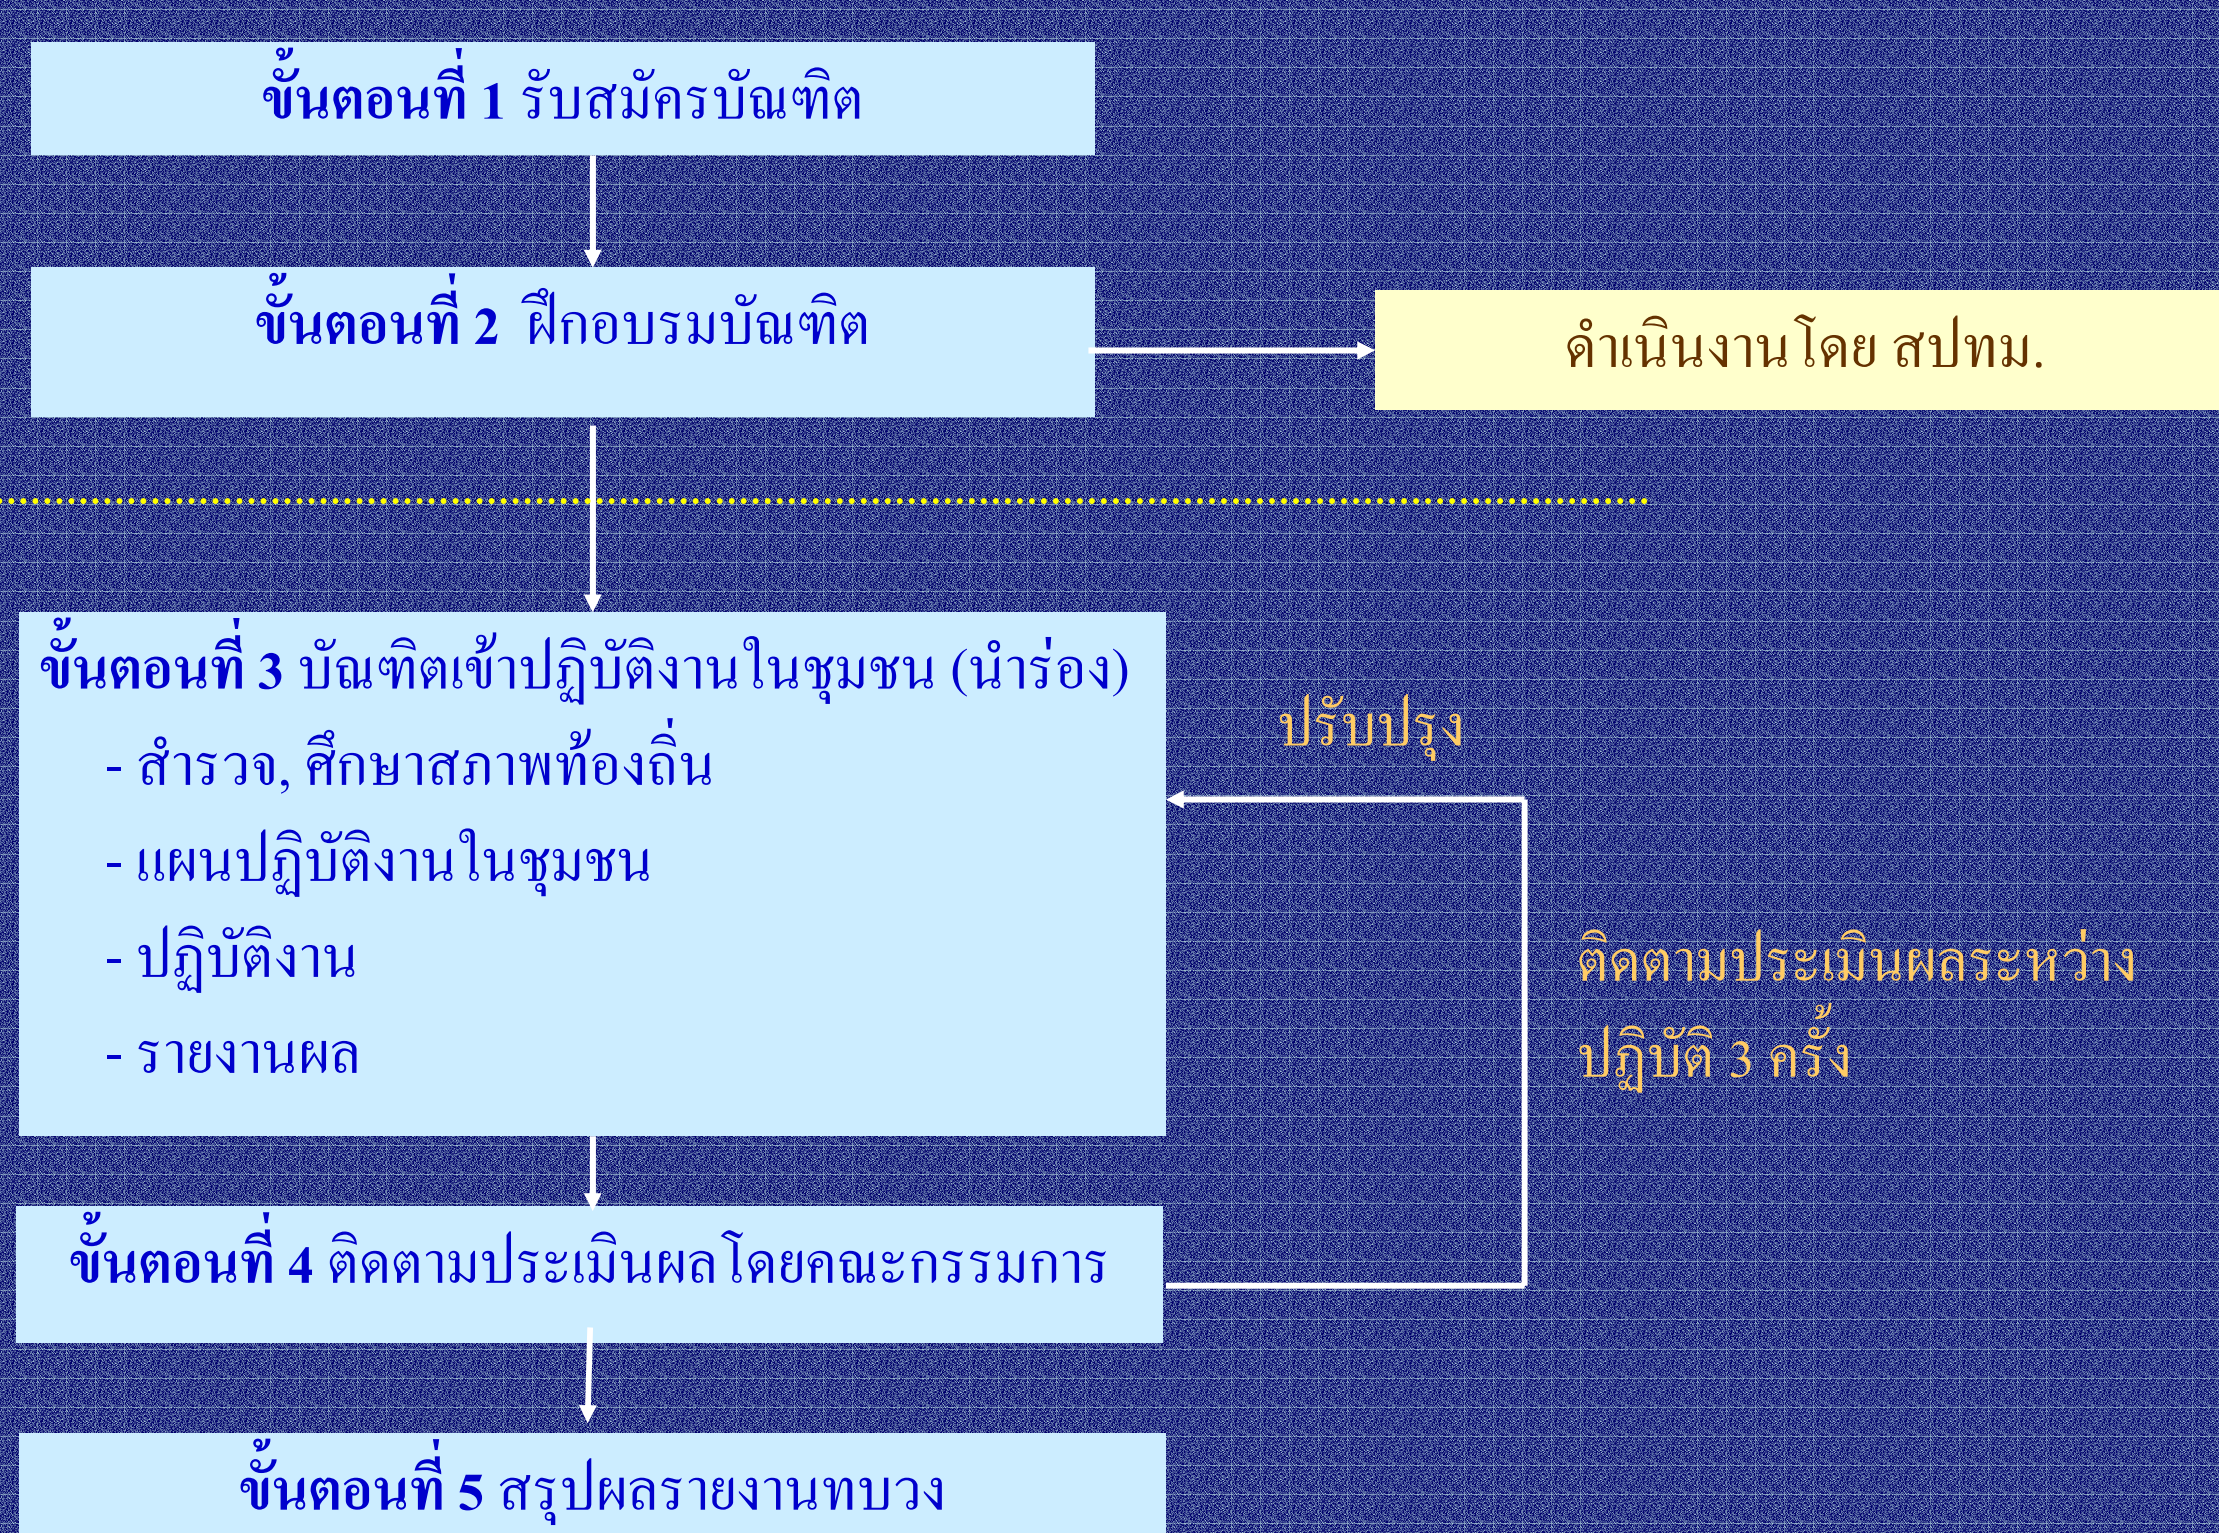 ขั้นตอนที่ 1 รับสมัครบัณฑิต
ขั้นตอนที่ 2 ฝึกอบรมบัณฑิต
ดำเนินงานโดย สปทม.
ขั้นตอนที่ 3 บัณฑิตเข้าปฏิบัติงานในชุมชน (นำร่อง)
- สำรวจ, ศึกษาสภาพท้องถิ่น
- แผนปฏิบัติงานในชุมชน
- ปฏิบัติงาน
- รายงานผล
ปรับปรุง
ติดตามประเมินผลระหว่าง
ปฏิบัติ 3 ครั้ง
ขั้นตอนที่ 4 ติดตามประเมินผลโดยคณะกรรมการ
ขั้นตอนที่ 5 สรุปผลรายงานทบวง